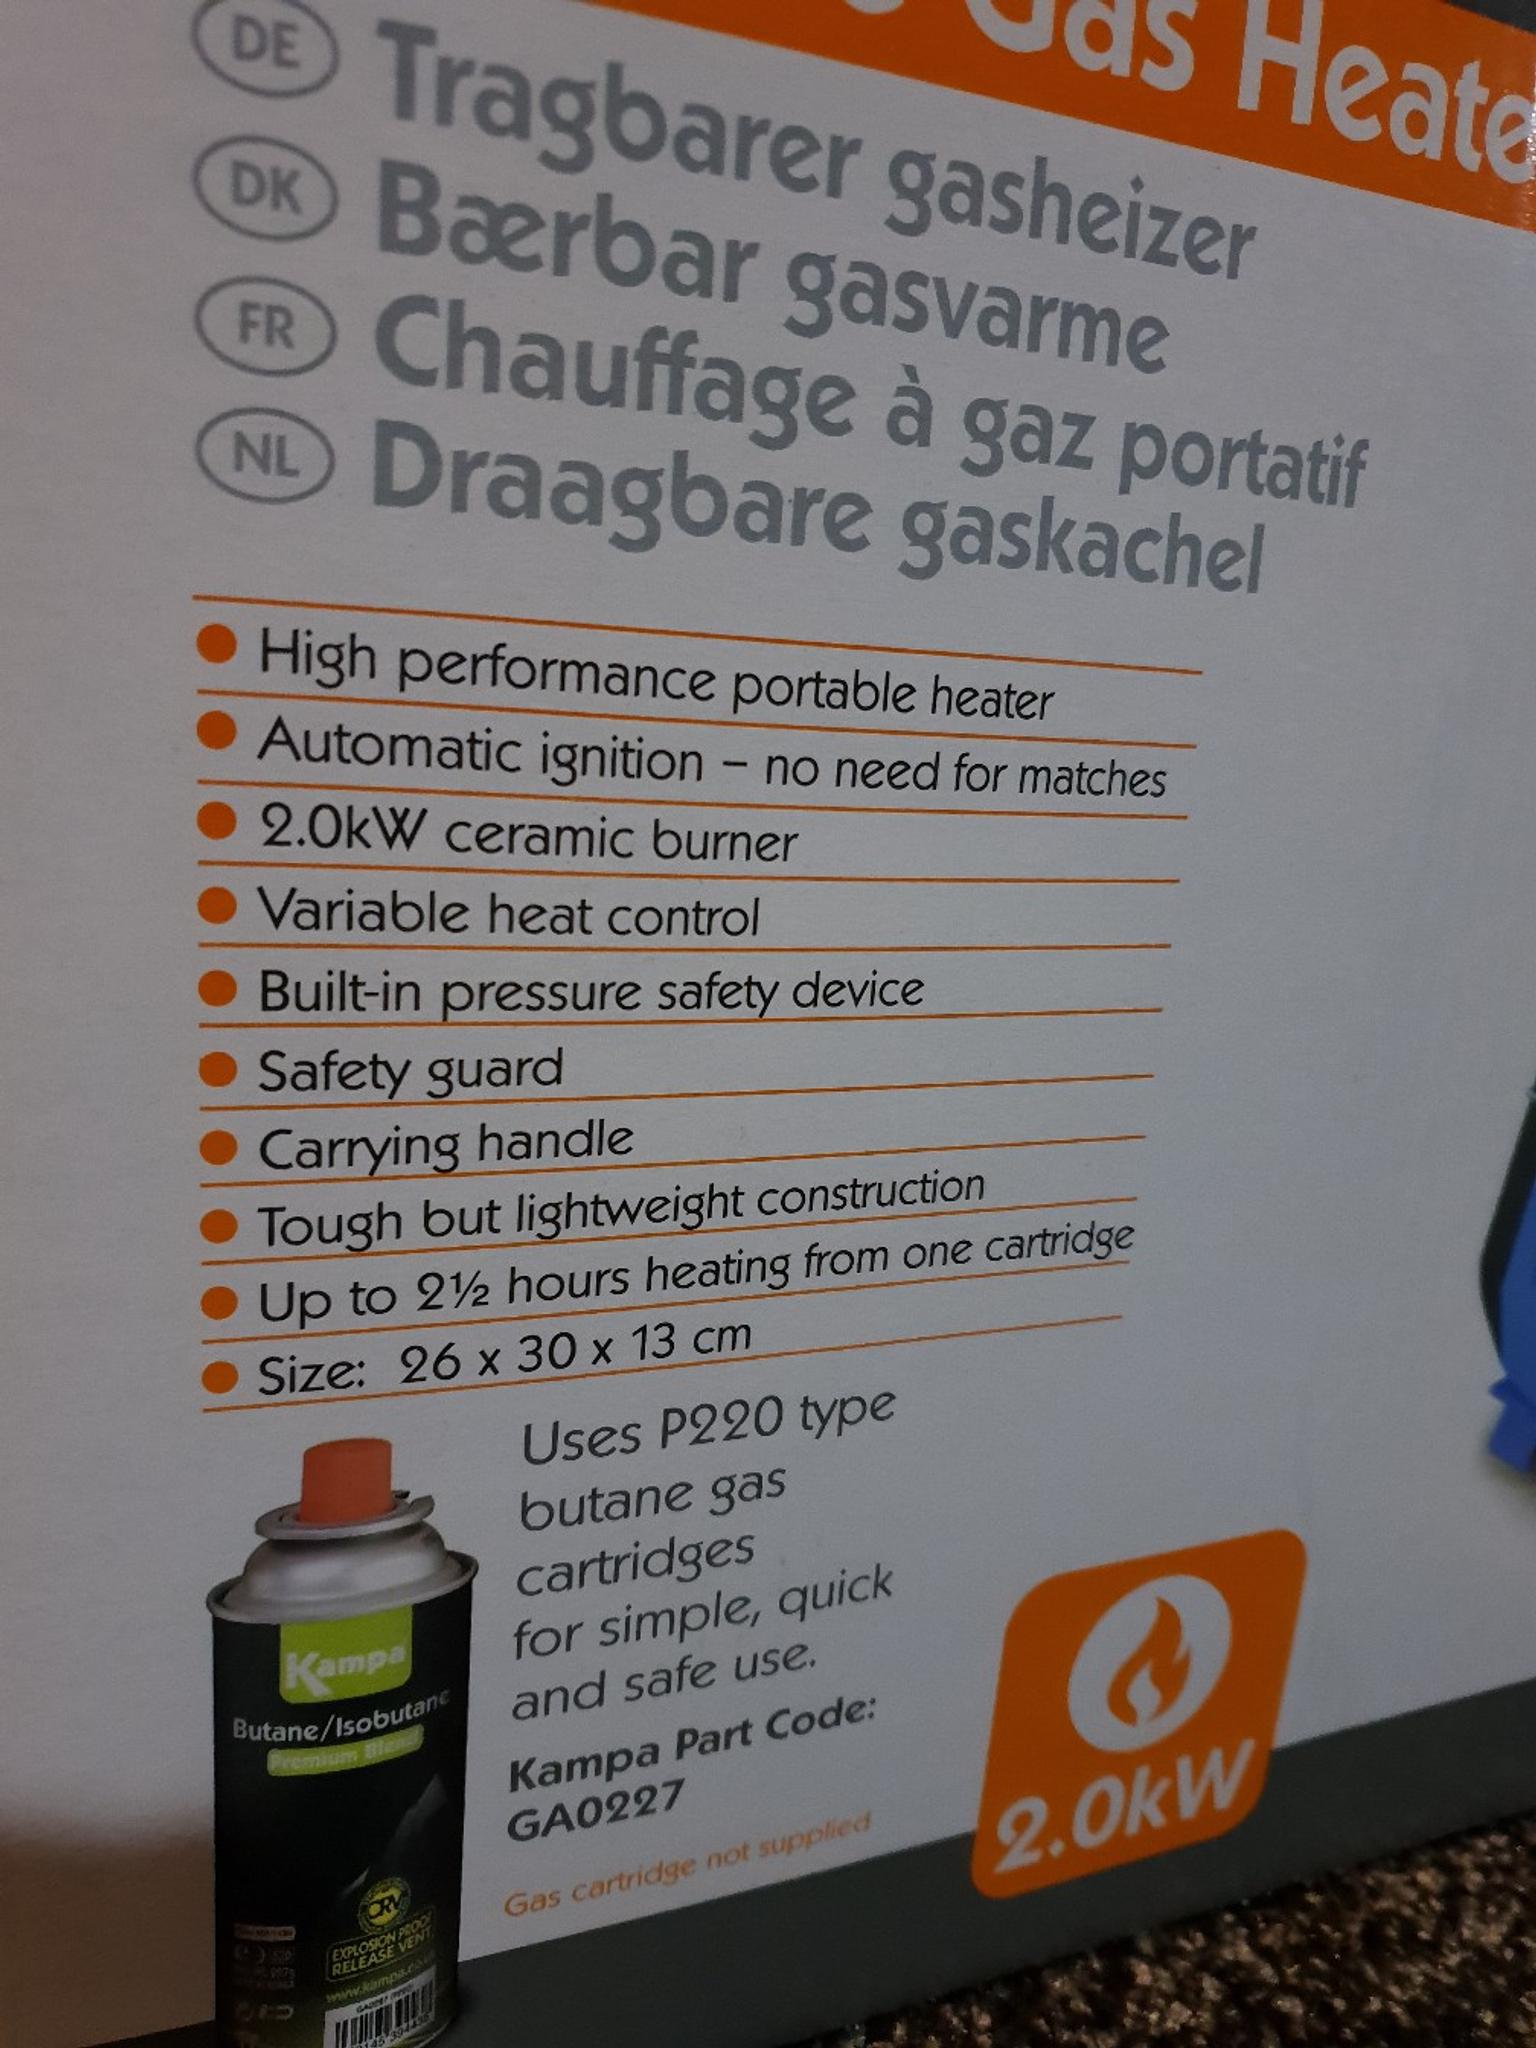 Gas Heate
DE Tragbarer gasheizer
DK Bærbar gasvarme
FR Chauffage à gaz portatif
NL Draagbare gaskachel
High performance portable heater
Automatic ignition – no need for matches
2.0kW ceramic burner
Variable heat control
Built-in pressure safety device
Safety guard
Carrying handle
Tough but lightweight construction
Up to 2½ hours heating from one cartridge
Size: 26 x 30 x 13 cm
Uses P220 type
butane gas
cartridges
for simple, quick
and safe use.
Kampa Part Code:
GA0227
Gas cartridge not supplied
Kampa
Butane/Isobutane
Premium Blend
CRV
EXPLOSION PROOF
RELEASE VENT
www.kampa.co
2.0kW